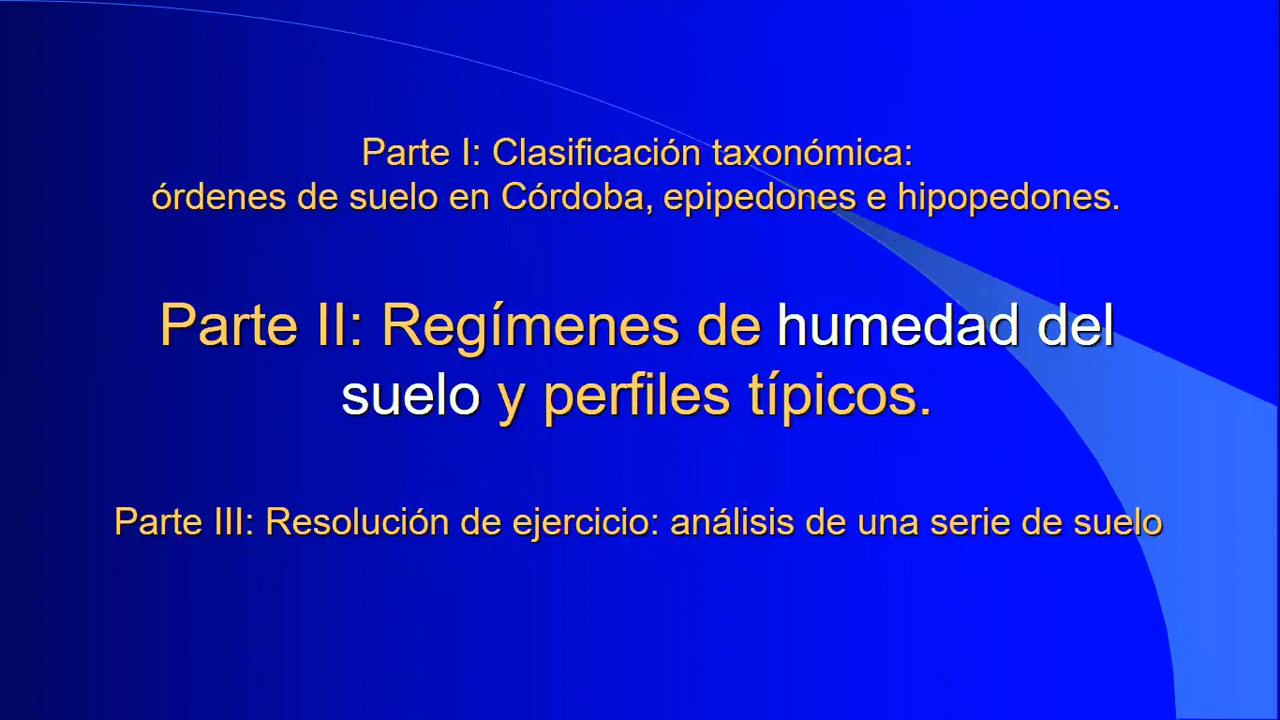 Parte I: Clasificación taxonómica:
órdenes de suelo en Córdoba, epipedones e hipopedones.
Parte II: Regímenes de humedad del
suelo y perfiles típicos.
Parte III: Resolución de ejercicio: análisis de una serie de suelo